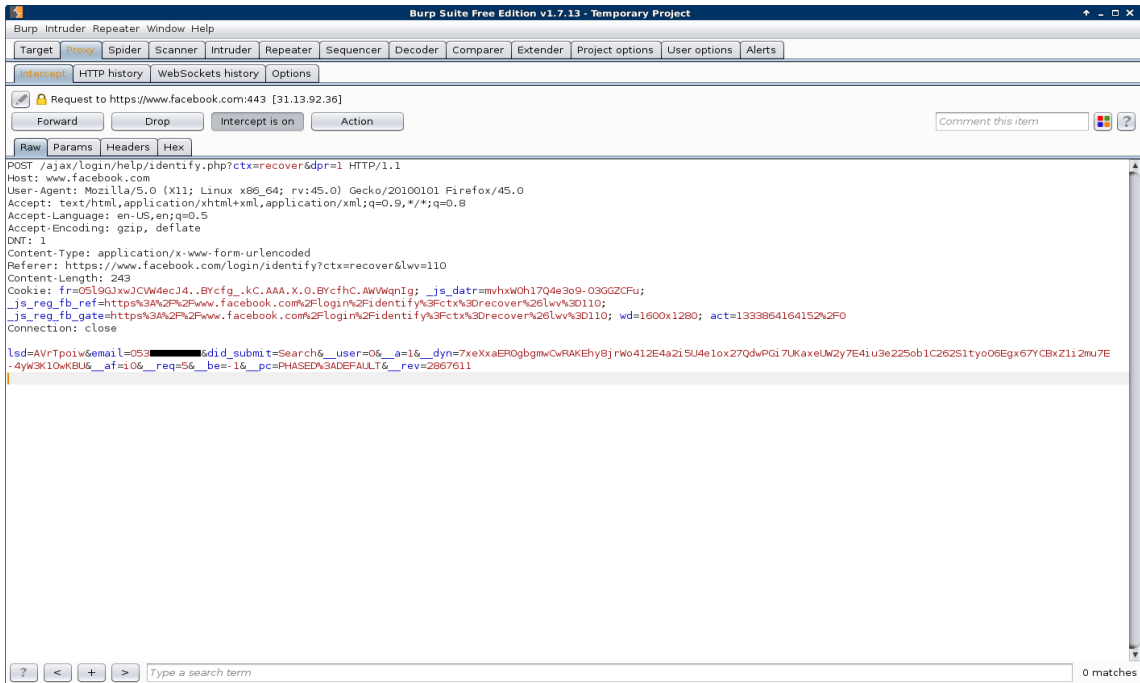 Burp Suite Free Edition v1.7.13 - Temporary Project
Burp Intruder Repeater Window Help
Target Proxy Spider Scanner Intruder Repeater Sequencer Decoder Comparer Extender Project options User options Alerts
Intercept HTTP history WebSockets history Options
Request to https://www.facebook.com:443 [31.13.92.36]
Forward Drop Intercept is on Action Comment this item ?
Raw Params Headers Hex
POST /ajax/login/help/identify.php?ctx=recover&dpr=1 HTTP/1.1
Host: www.facebook.com
User-Agent: Mozilla/5.0 (X11; Linux x86_64; rv:45.0) Gecko/20100101 Firefox/45.0
Accept: text/html,application/xhtml+xml,application/xml;q=0.9,*/*;q=0.8
Accept-Language: en-US,en;q=0.5
Accept-Encoding: gzip, deflate
DNT: 1
Content-Type: application/x-www-form-urlencoded
Referer: https://www.facebook.com/login/identify?ctx=recover&lwv=110
Content-Length: 243
Cookie: fr=05l9GJxwJCVW4ecJ4..BYcfg_.kC.AAA.X.0.BYcfhC.AWVWqnIg; _js_datr=mvhxWOh17Q4e3o9-O3GGZCFu;
_js_reg_fb_ref=https%3A%2F%2Fwww.facebook.com%2Flogin%2Fidentify%3Fctx%3Drecover%26lwv%3D110;
_js_reg_fb_gate=https%3A%2F%2Fwww.facebook.com%2Flogin%2Fidentify%3Fctx%3Drecover%26lwv%3D110; wd=1600x1280; act=1333864164152%2F0
Connection: close
lsd=AVrTpoiw&email=053 &did_submit=Search&__user=0&__a=1&__dyn=7xeXxaER0gbgmwCwRAKEhy8jrWo412E4a2i5U4e1ox27QdwPGi7UKaxeUW2y7E4iu3e225ob1C262S1tyoO6Egx67YCBxZ1i2mu7E
-4yW3K1OwKBU&__af=i0&__req=5&__be=-1&__pc=PHASED%3ADEFAULT&__rev=2867611
? < + > Type a search term 0 matches